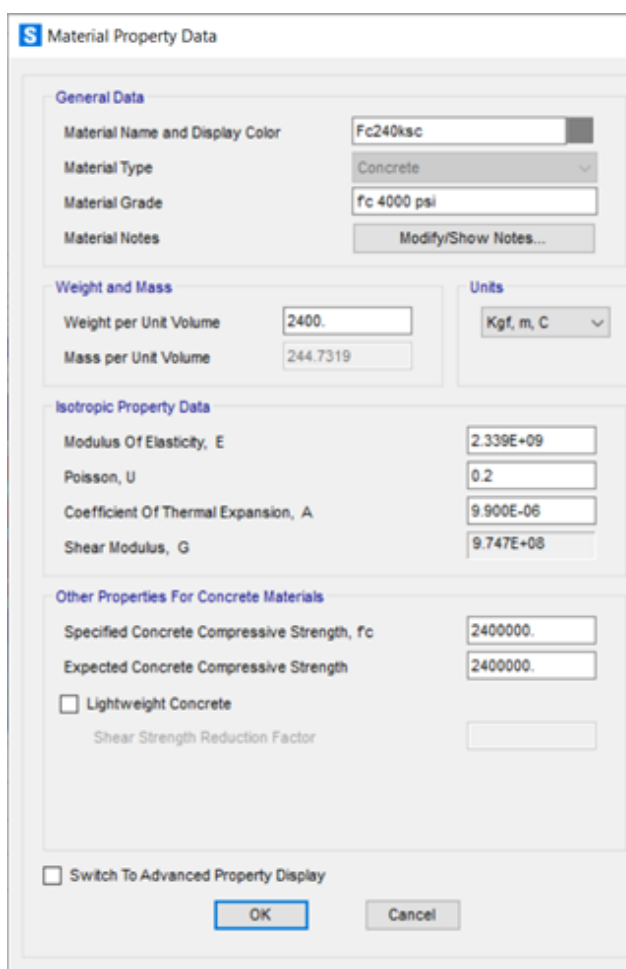 S Material Property Data
General Data
Material Name and Display Color Fc240ksc
Material Type Concrete
Material Grade f'c 4000 psi
Material Notes Modify/Show Notes...
Weight and Mass Units
Weight per Unit Volume 2400. Kgf, m, C
Mass per Unit Volume 244.7319
Isotropic Property Data
Modulus Of Elasticity, E 2.339E+09
Poisson, U 0.2
Coefficient Of Thermal Expansion, A 9.900E-06
Shear Modulus, G 9.747E+08
Other Properties For Concrete Materials
Specified Concrete Compressive Strength, f'c 2400000.
Expected Concrete Compressive Strength 2400000.
Lightweight Concrete
Shear Strength Reduction Factor
Switch To Advanced Property Display
OK Cancel